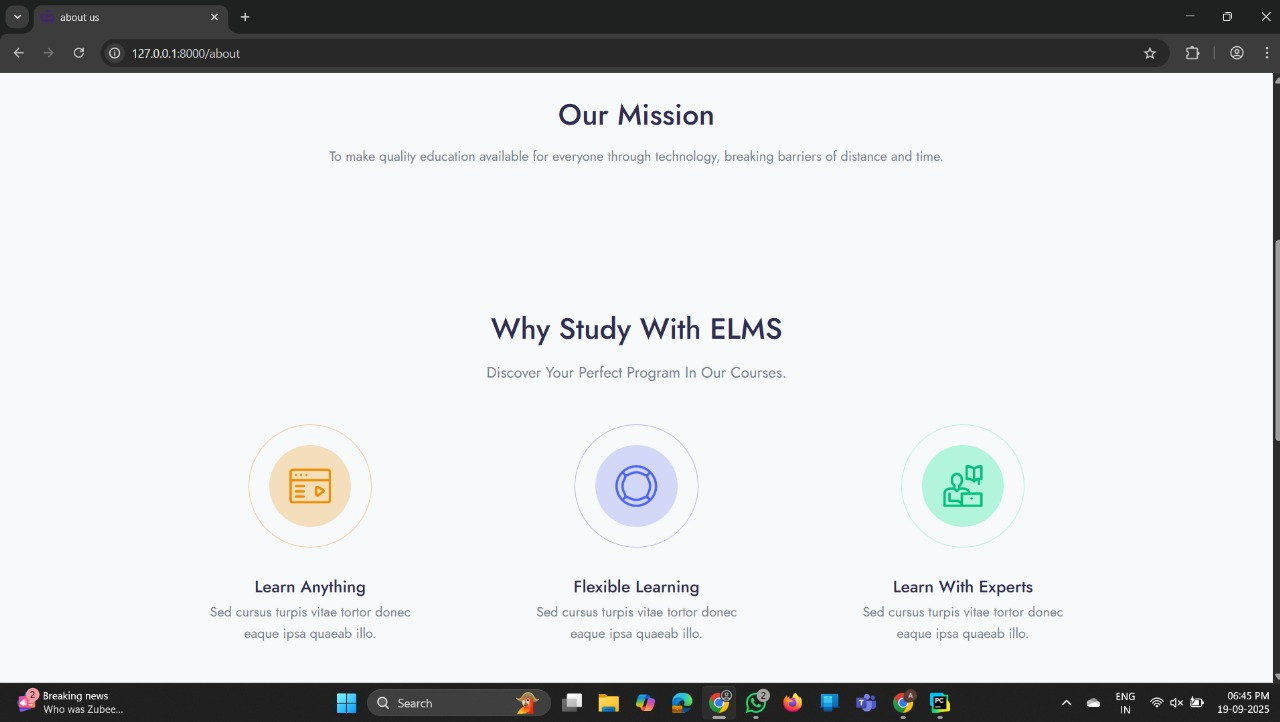 about us
127.0.0.1:8000/about
Our Mission
To make quality education available for everyone through technology, breaking barriers of distance and time.
Why Study With ELMS
Discover Your Perfect Program In Our Courses.
Learn Anything
Sed cursus turpis vitae tortor donec
eaque ipsa quaeab illo.
Flexible Learning
Sed cursus turpis vitae tortor donec
eaque ipsa quaeab illo.
Learn With Experts
Sed cursus turpis vitae tortor donec
eaque ipsa quaeab illo.
2
Breaking news
Who was Zubee...
Search
2
A
PC
ENG
IN
06:45 PM
19-09-2025